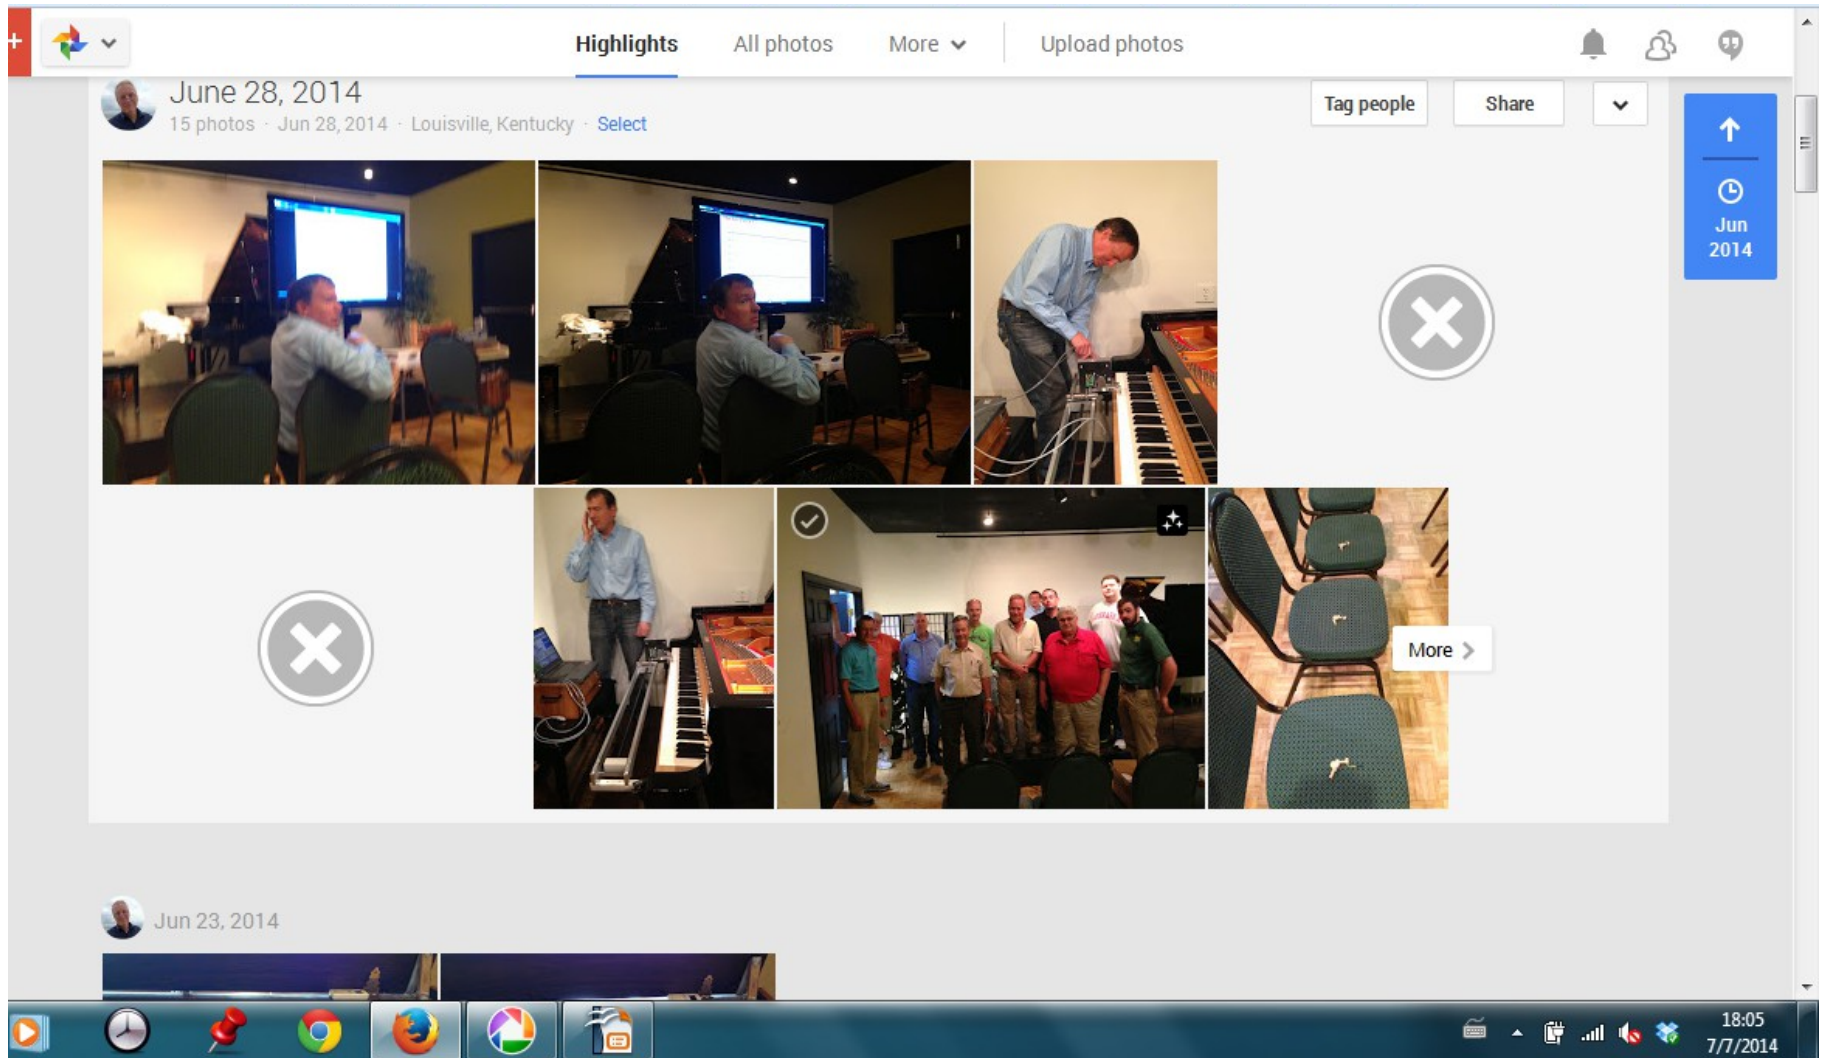 +
Highlights All photos More Upload photos
June 28, 2014
15 photos · Jun 28, 2014 · Louisville, Kentucky · Select
Tag people Share
Jun
2014
More
Jun 23, 2014
18:05
7/7/2014